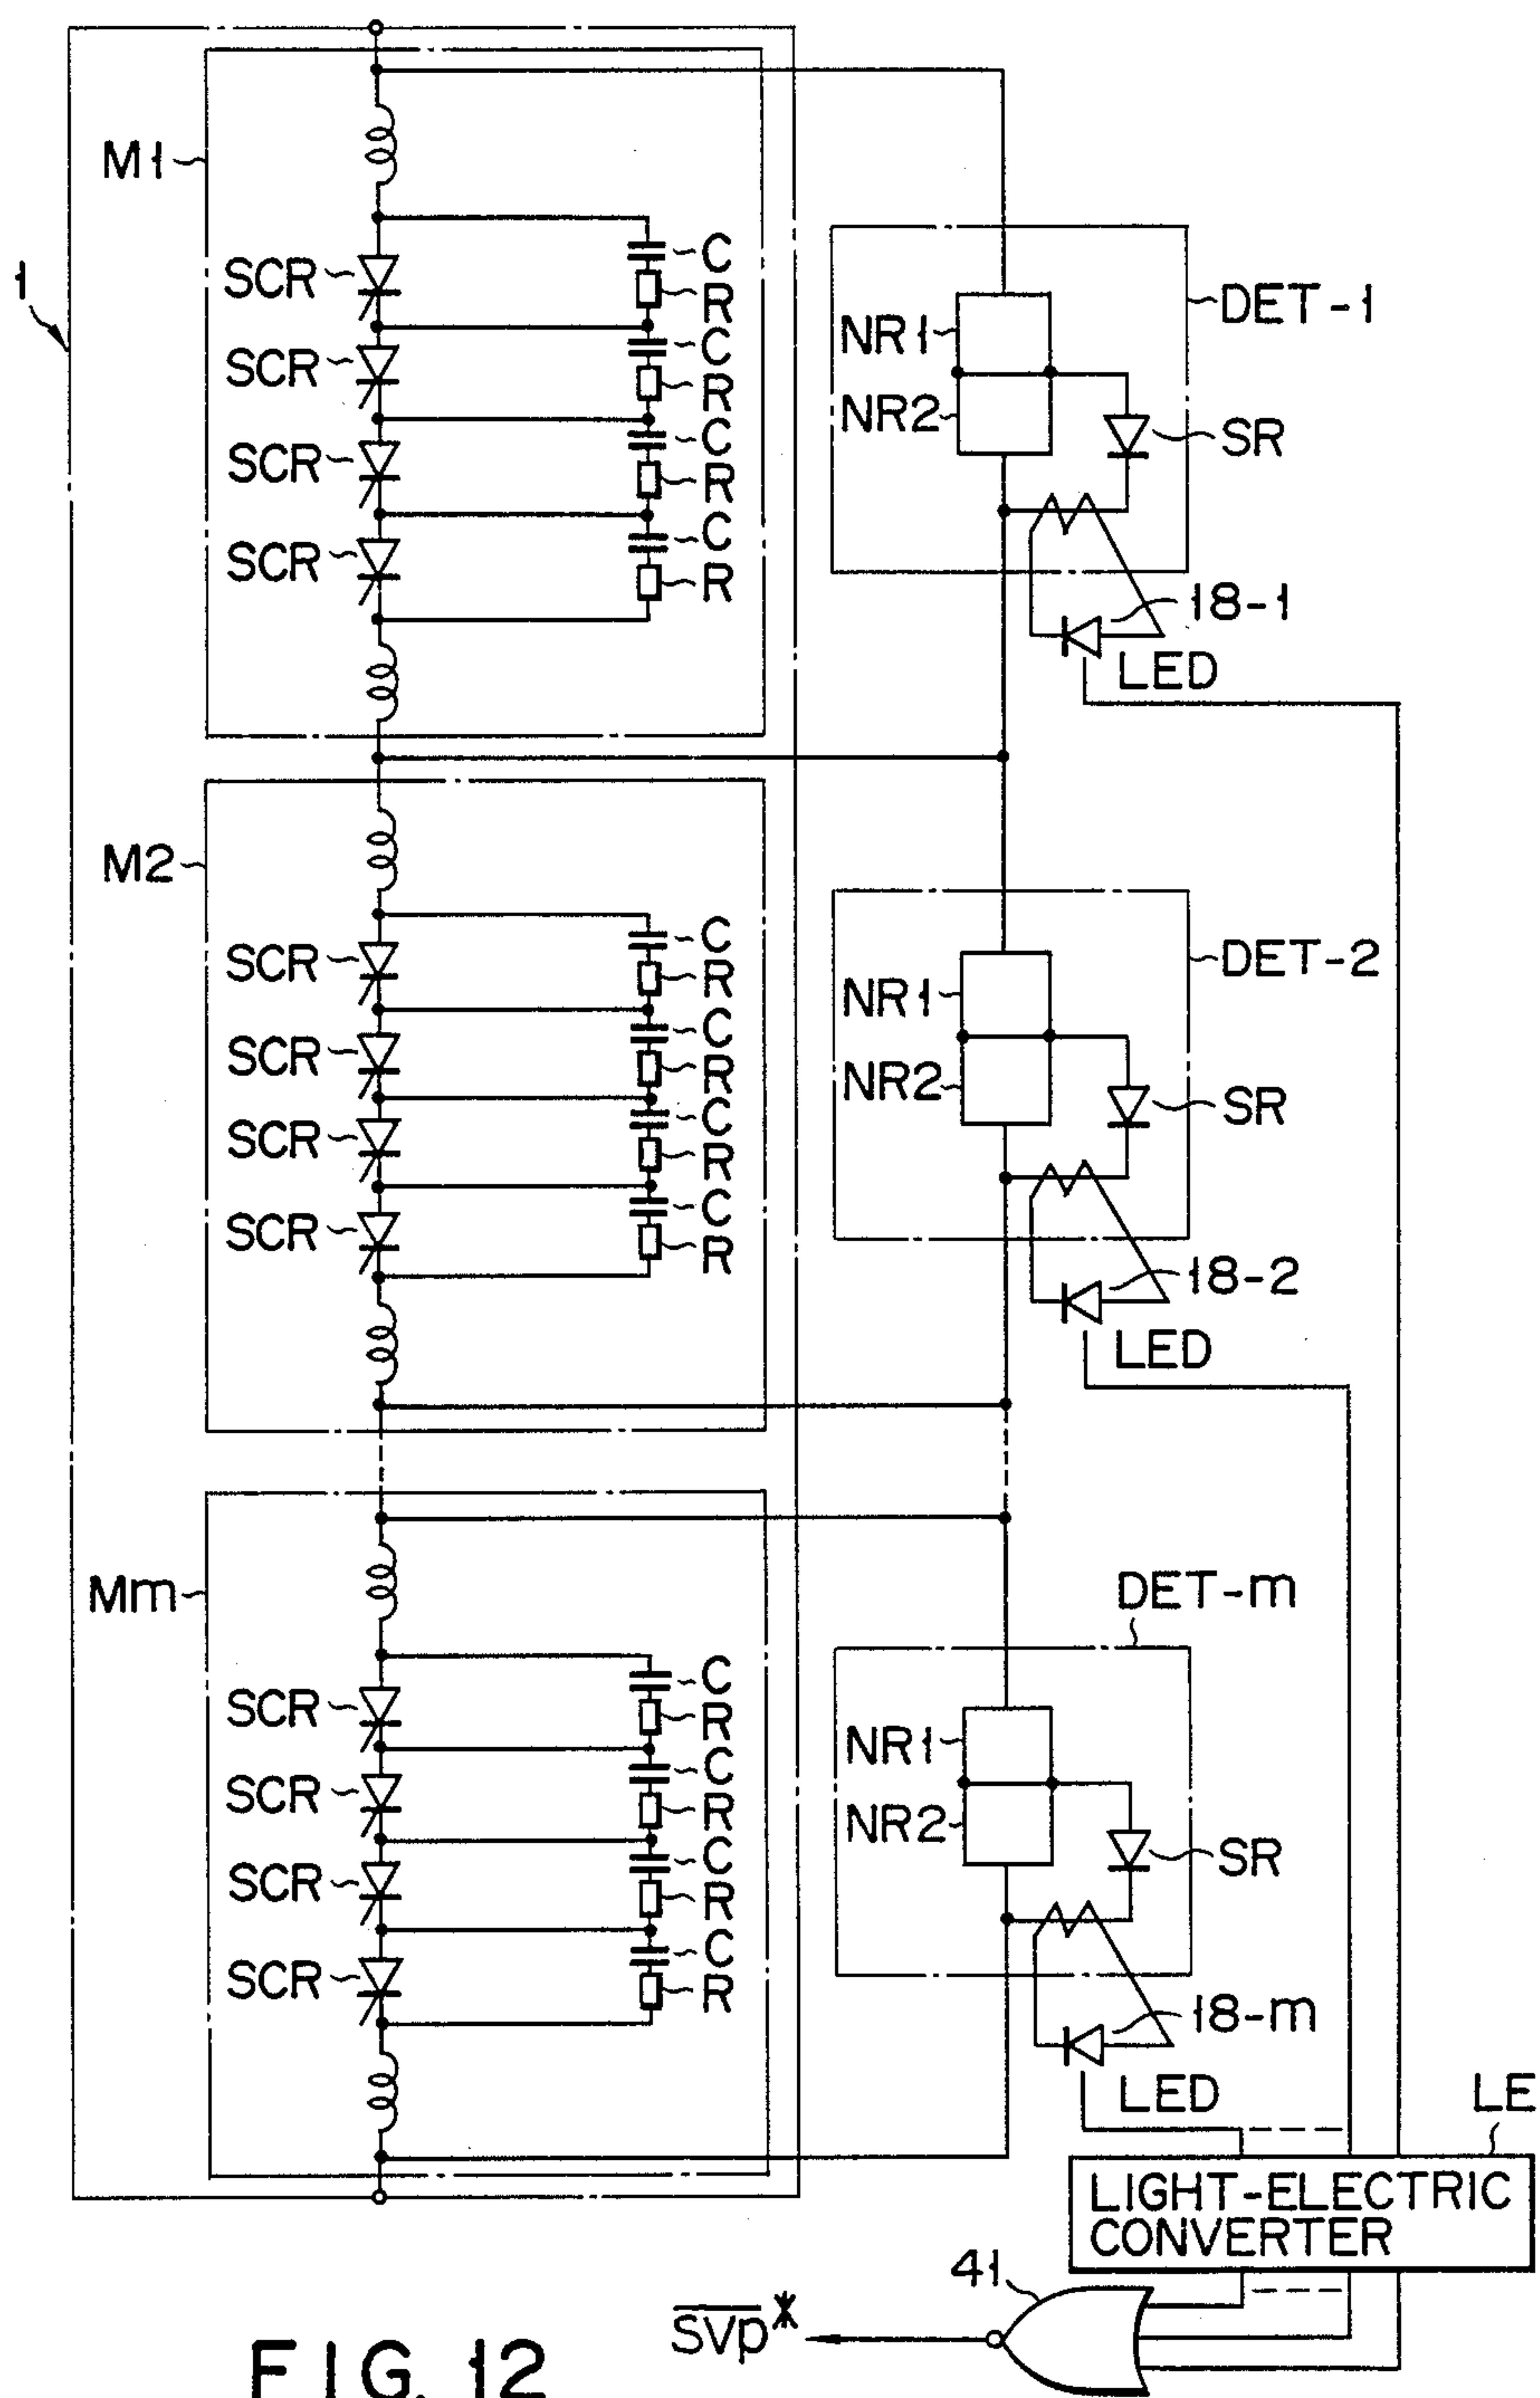 M1
1
SCR
C
R
SCR
C
R
SCR
C
R
SCR
C
R
NR1
NR2
DET-1
SR
18-1
LED
M2
SCR
C
R
SCR
C
R
SCR
C
R
SCR
C
R
NR1
NR2
DET-2
SR
18-2
LED
Mm
SCR
C
R
SCR
C
R
SCR
C
R
SCR
C
R
DET-m
NR1
NR2
SR
18-m
LED
LE
LIGHT-ELECTRIC
CONVERTER
41
S̅V̅p̅*
FIG. 12